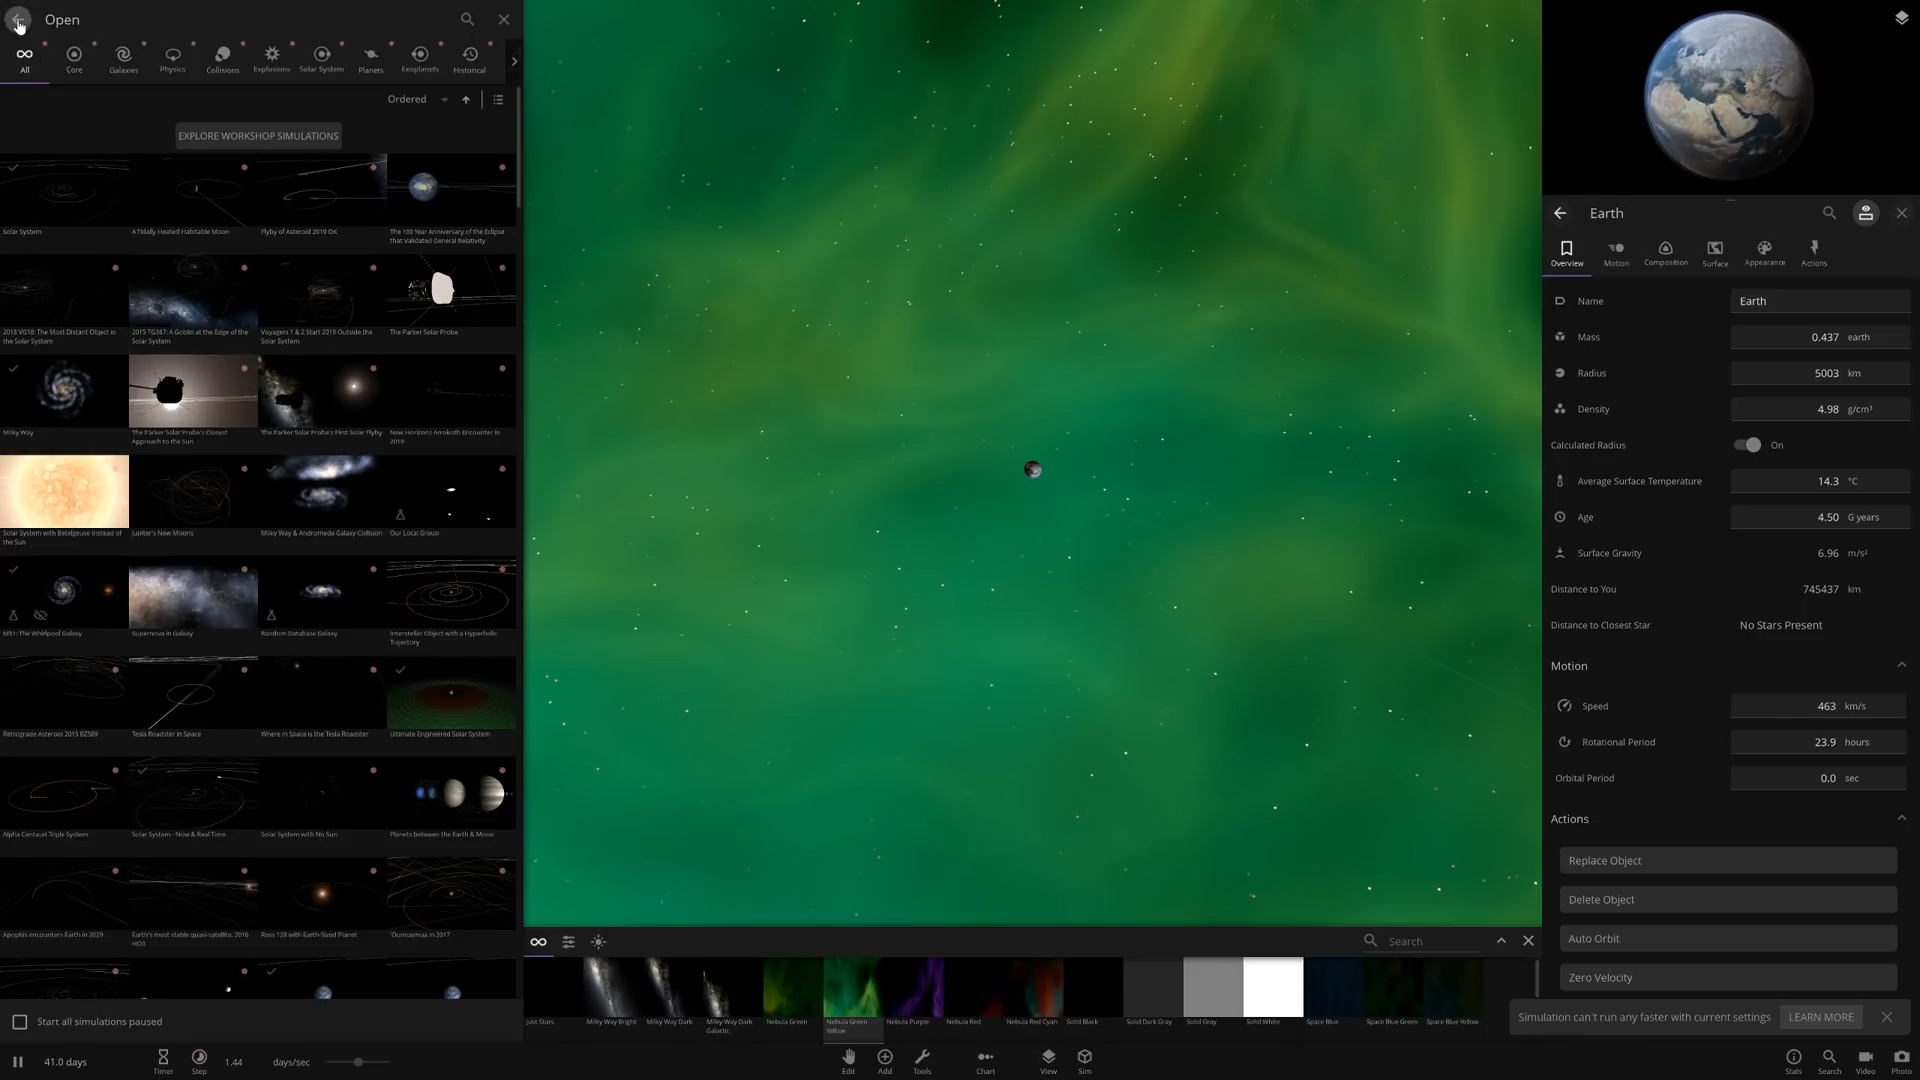 Open
All
Core
Galaxies
Physics
Collisions
Explosions
Solar System
Planets
Exoplanets
Historical
Ordered
EXPLORE WORKSHOP SIMULATIONS
Solar System
A Tidally Heated Habitable Moon
Flyby of Asteroid 2019 OK
The 100 Year Anniversary of the Eclipse
that Validated General Relativity
2018 VG18: The Most Distant Object in
the Solar System
2015 TG387: A Goblin at the Edge of the
Solar System
Voyagers 1 & 2 Start 2019 Outside the
Solar System
The Parker Solar Probe
Milky Way
The Parker Solar Probe's Closest
Approach to the Sun
The Parker Solar Probe's First Solar Flyby
New Horizons Arrokoth Encounter in
2019
Solar System with Betelgeuse Instead of
the Sun
Jupiter's New Moons
Milky Way & Andromeda Galaxy Collision
Our Local Group
M51: The Whirlpool Galaxy
Supernova in Galaxy
Random Database Galaxy
Interstellar Object with a Hyperbolic
Trajectory
Retrograde Asteroid 2015 BZ509
Tesla Roadster in Space
Where in Space is the Tesla Roadster
Ultimate Engineered Solar System
Alpha Centauri Triple System
Solar System - Now & Real Time
Solar System with No Sun
Planets between the Earth & Moon
Apophis encounters Earth in 2029
Earth's most stable quasi-satellite, 2016
HO3
Ross 128 with Earth-Sized Planet
'Oumuamua in 2017
Start all simulations paused
41.0 days
Timer
Step
1.44
days/sec
Edit
Add
Tools
Chart
View
Sim
Stats
Search
Video
Photo
Search
Just Stars
Milky Way Bright
Milky Way Dark
Milky Way Dark
Galactic
Nebula Green
Nebula Green
Yellow
Nebula Purple
Nebula Red
Nebula Red Cyan
Solid Black
Solid Dark Gray
Solid Gray
Solid White
Space Blue
Space Blue Green
Space Blue Yellow
Earth
Overview
Motion
Composition
Surface
Appearance
Actions
Name
Earth
Mass
0.437 earth
Radius
5003 km
Density
4.98 g/cm³
Calculated Radius
On
Average Surface Temperature
14.3 °C
Age
4.50 G years
Surface Gravity
6.96 m/s²
Distance to You
745437 km
Distance to Closest Star
No Stars Present
Motion
Speed
463 km/s
Rotational Period
23.9 hours
Orbital Period
0.0 sec
Actions
Replace Object
Delete Object
Auto Orbit
Zero Velocity
Simulation can't run any faster with current settings
LEARN MORE